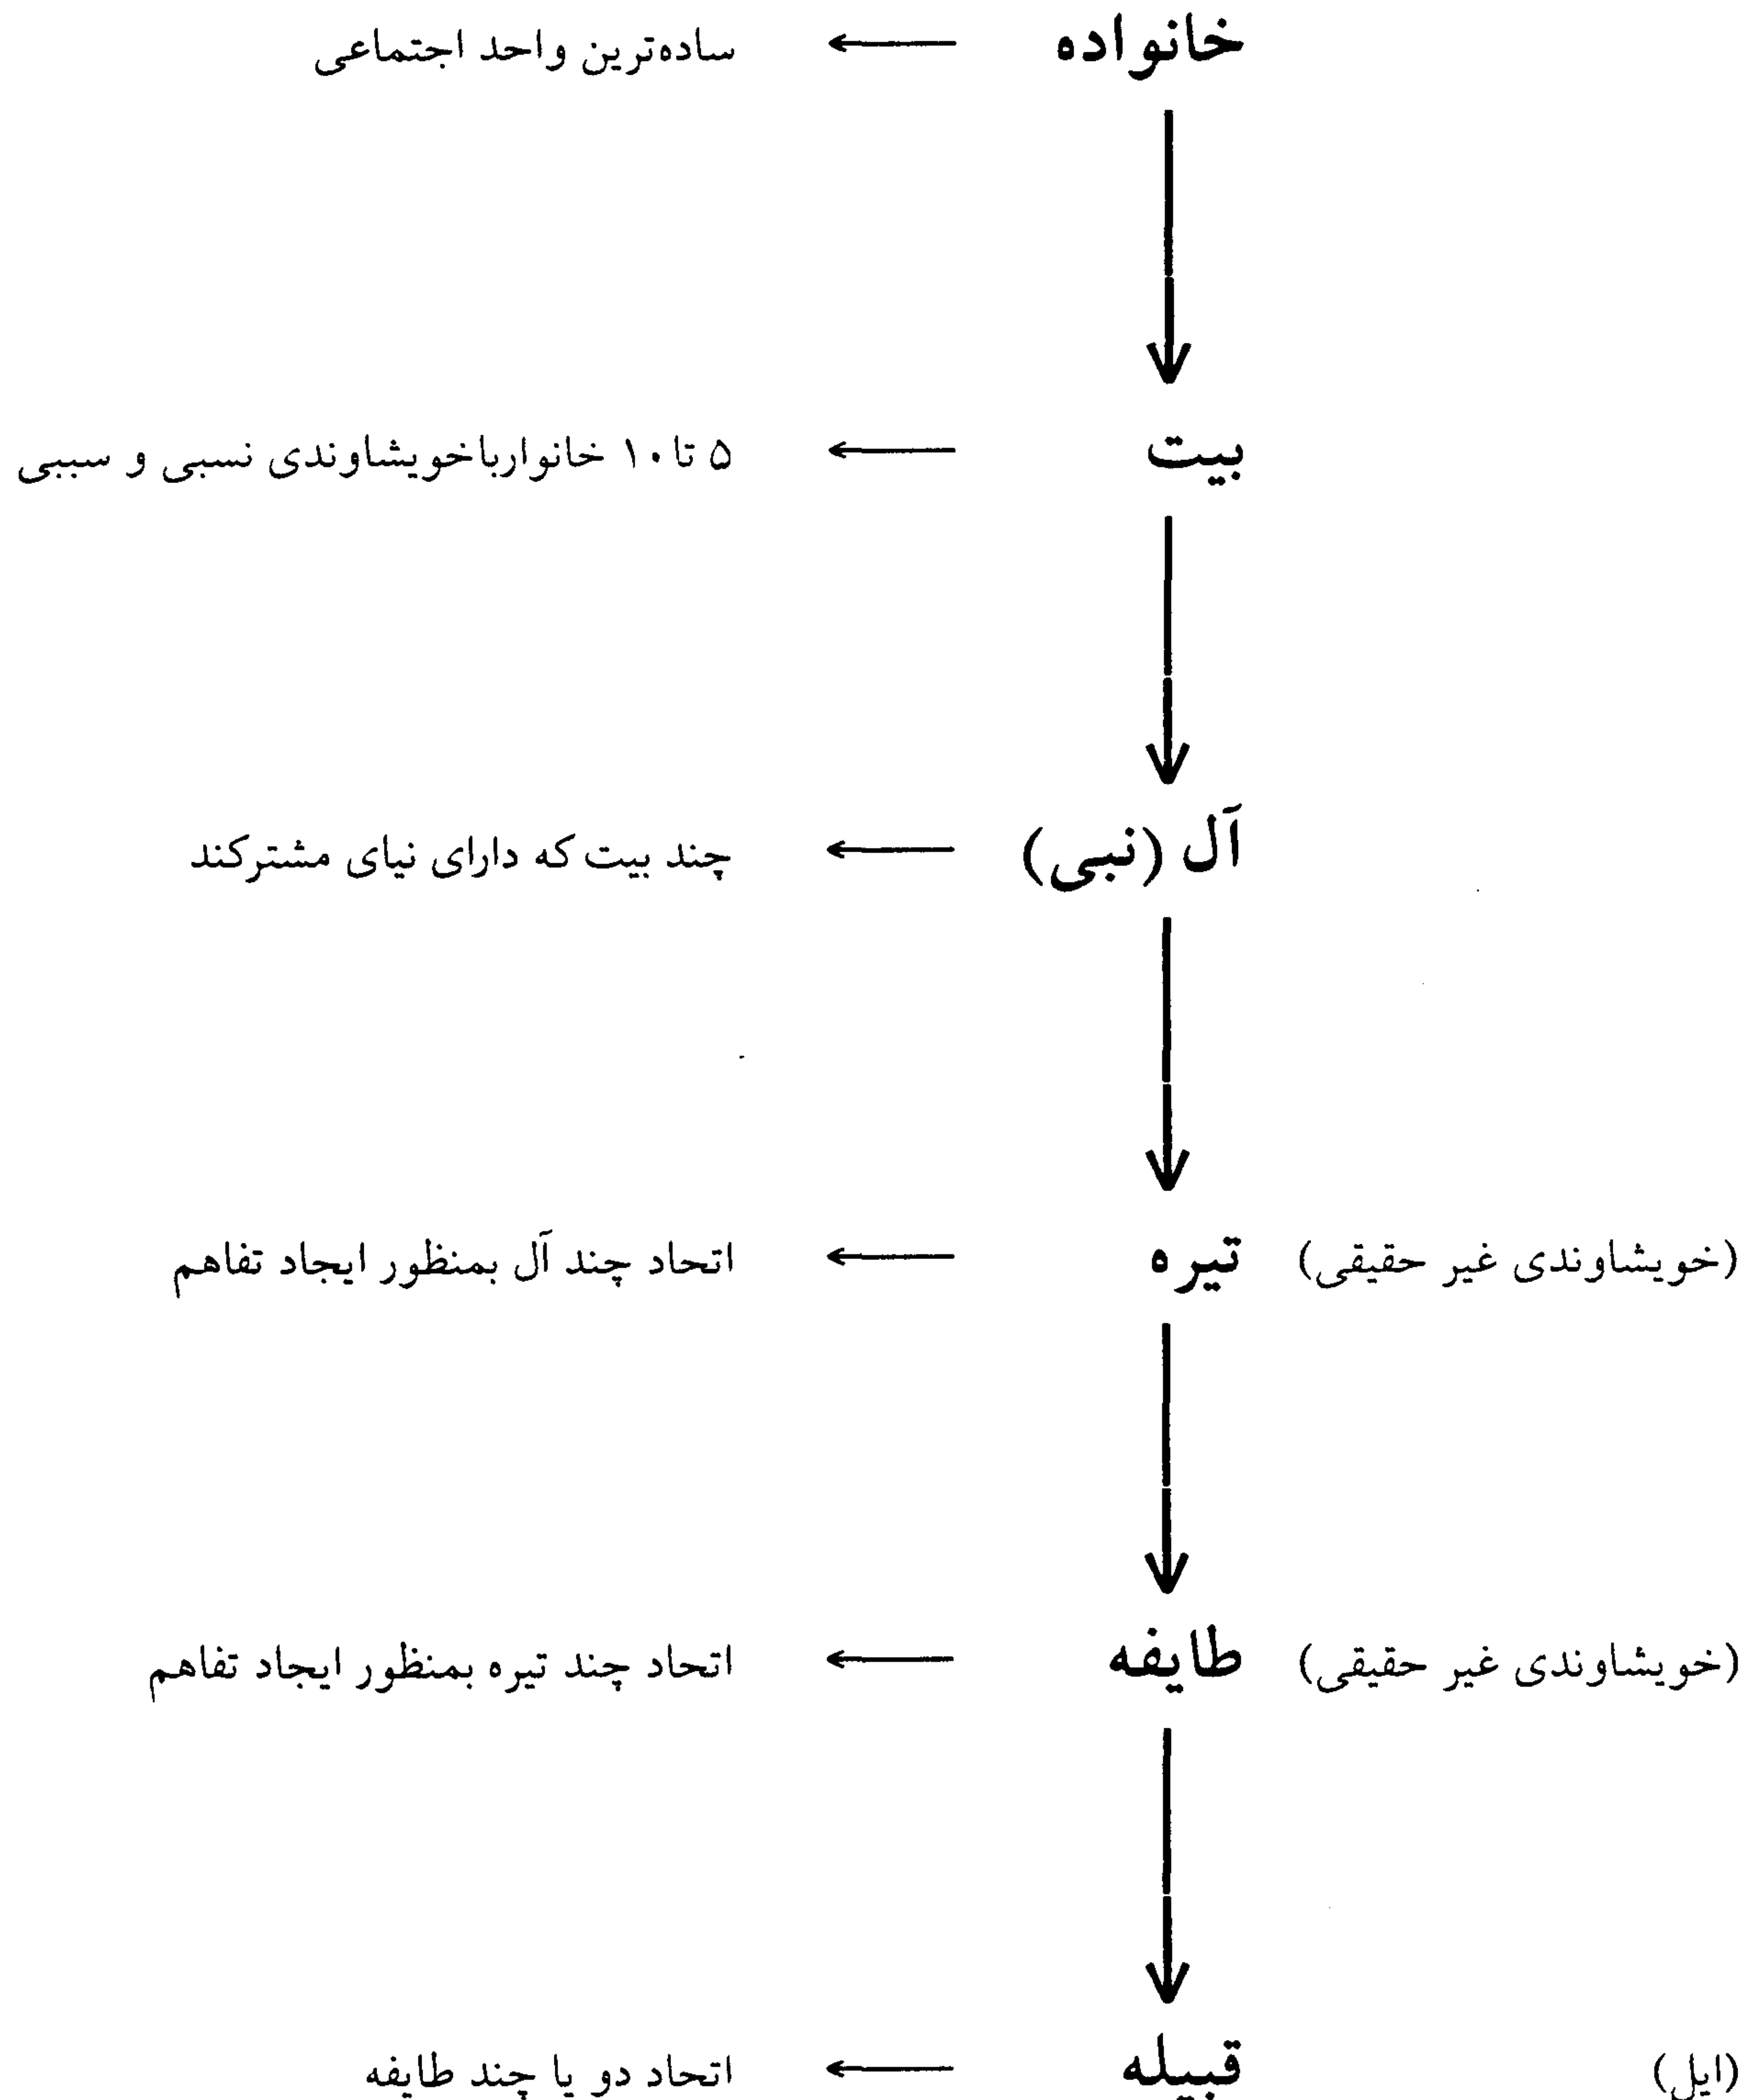 خانواده ← ساده‌ترین واحد اجتماعی
بیت ← ۵ تا ۱۰ خانوارباخویشاوندی نسبی و سببی
آل (نبی) ← چند بیت که دارای نیای مشترکند
(خویشاوندی غیر حقیقی) تیره ← اتحاد چند آل بمنظور ایجاد تفاهم
(خویشاوندی غیر حقیقی) طایفه ← اتحاد چند تیره بمنظور ایجاد تفاهم
(ایل) قبیله ← اتحاد دو یا چند طایفه